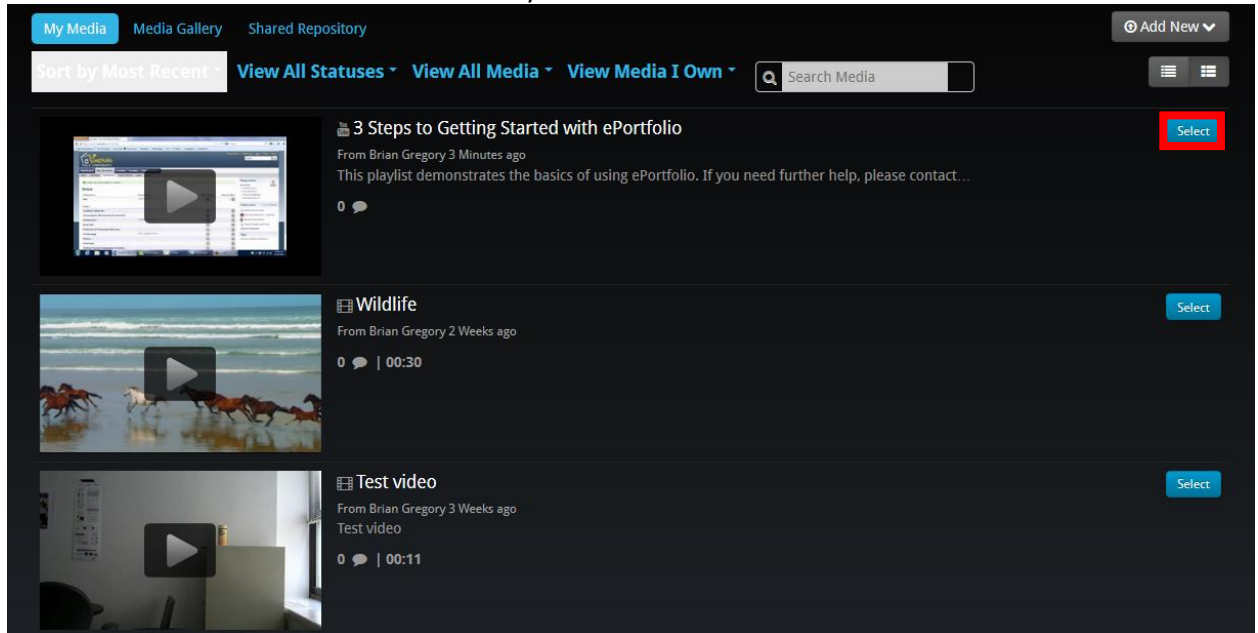 My Media Media Gallery Shared Repository Add New
Sort by Most Recent View All Statuses View All Media View Media I Own Search Media
3 Steps to Getting Started with ePortfolio Select
From Brian Gregory 3 Minutes ago
This playlist demonstrates the basics of using ePortfolio. If you need further help, please contact…
0
Wildlife Select
From Brian Gregory 2 Weeks ago
0 | 00:30
Test video Select
From Brian Gregory 3 Weeks ago
Test video
0 | 00:11